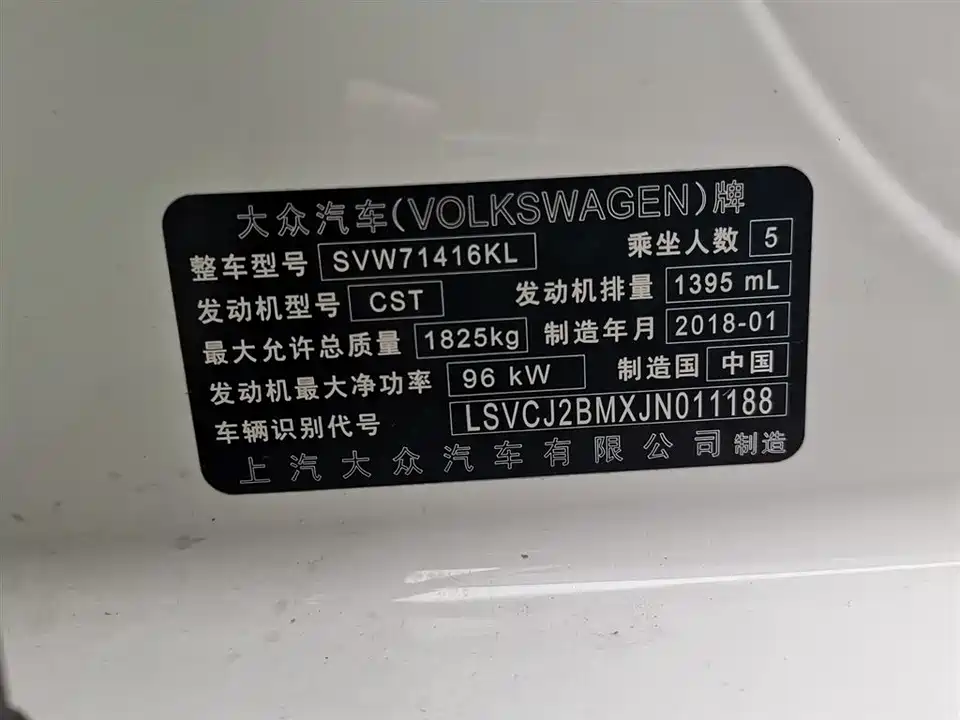 大众汽车(VOLKSWAGEN)牌
整车型号 SVW71416KL 乘坐人数 5
发动机型号 CST 发动机排量 1395 mL
最大允许总质量 1825kg 制造年月 2018-01
发动机最大净功率 96 kW 制造国 中国
车辆识别代号 LSVCJ2BMXJN011188
上汽大众汽车有限公司制造